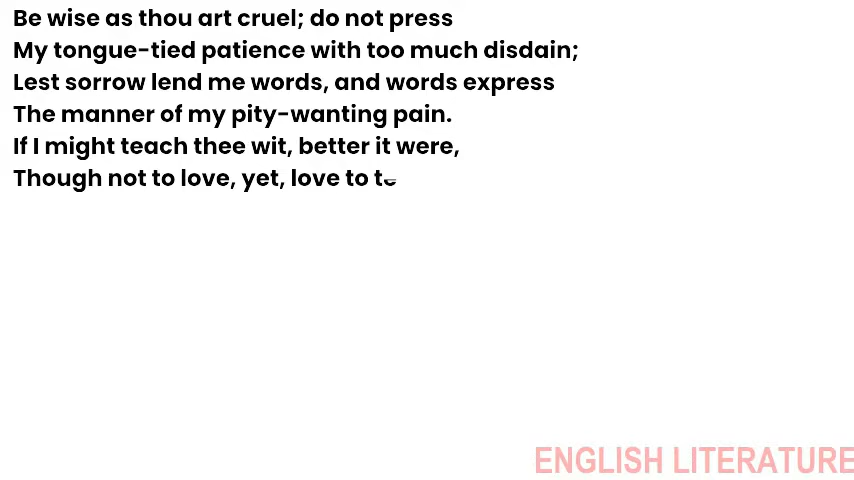 Be wise as thou art cruel; do not press
My tongue-tied patience with too much disdain;
Lest sorrow lend me words, and words express
The manner of my pity-wanting pain.
If I might teach thee wit, better it were,
Though not to love, yet, love to
ENGLISH LITERATURE